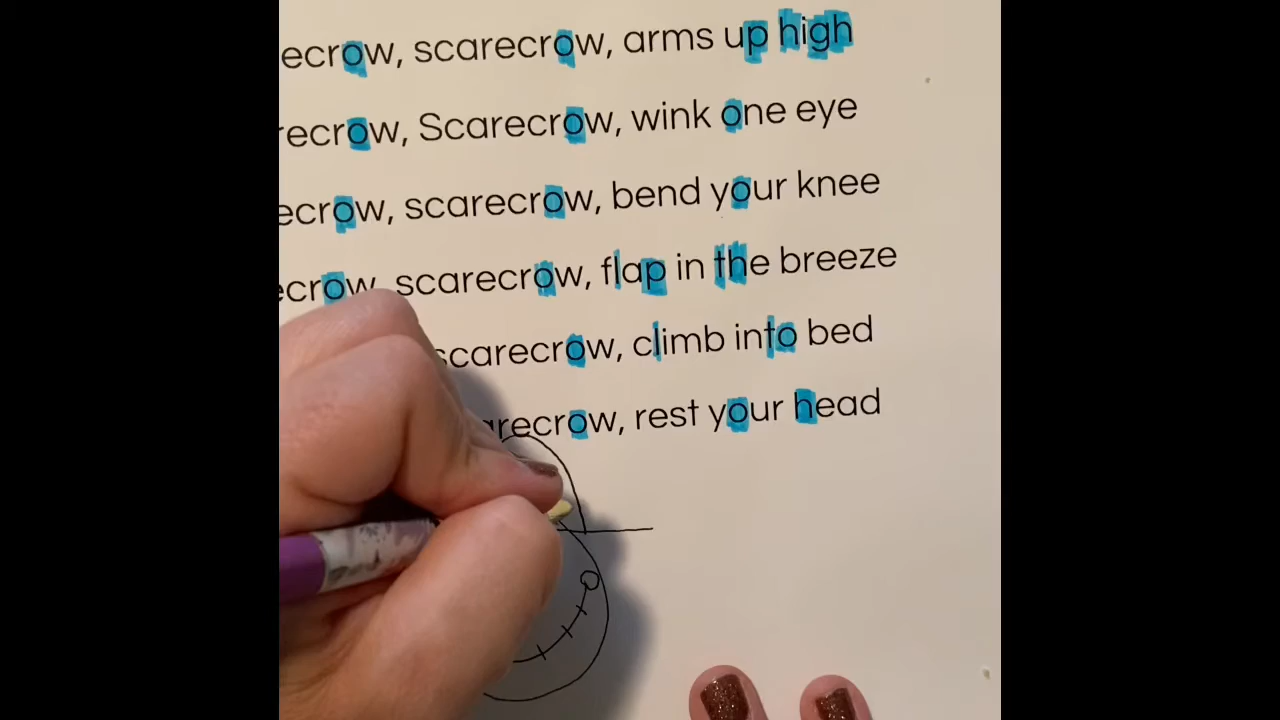 ecrow, scarecrow, arms up high
recrow, Scarecrow, wink one eye
ecrow, scarecrow, bend your knee
ecrow, scarecrow, flap in the breeze
scarecrow, climb into bed
arecrow, rest your head